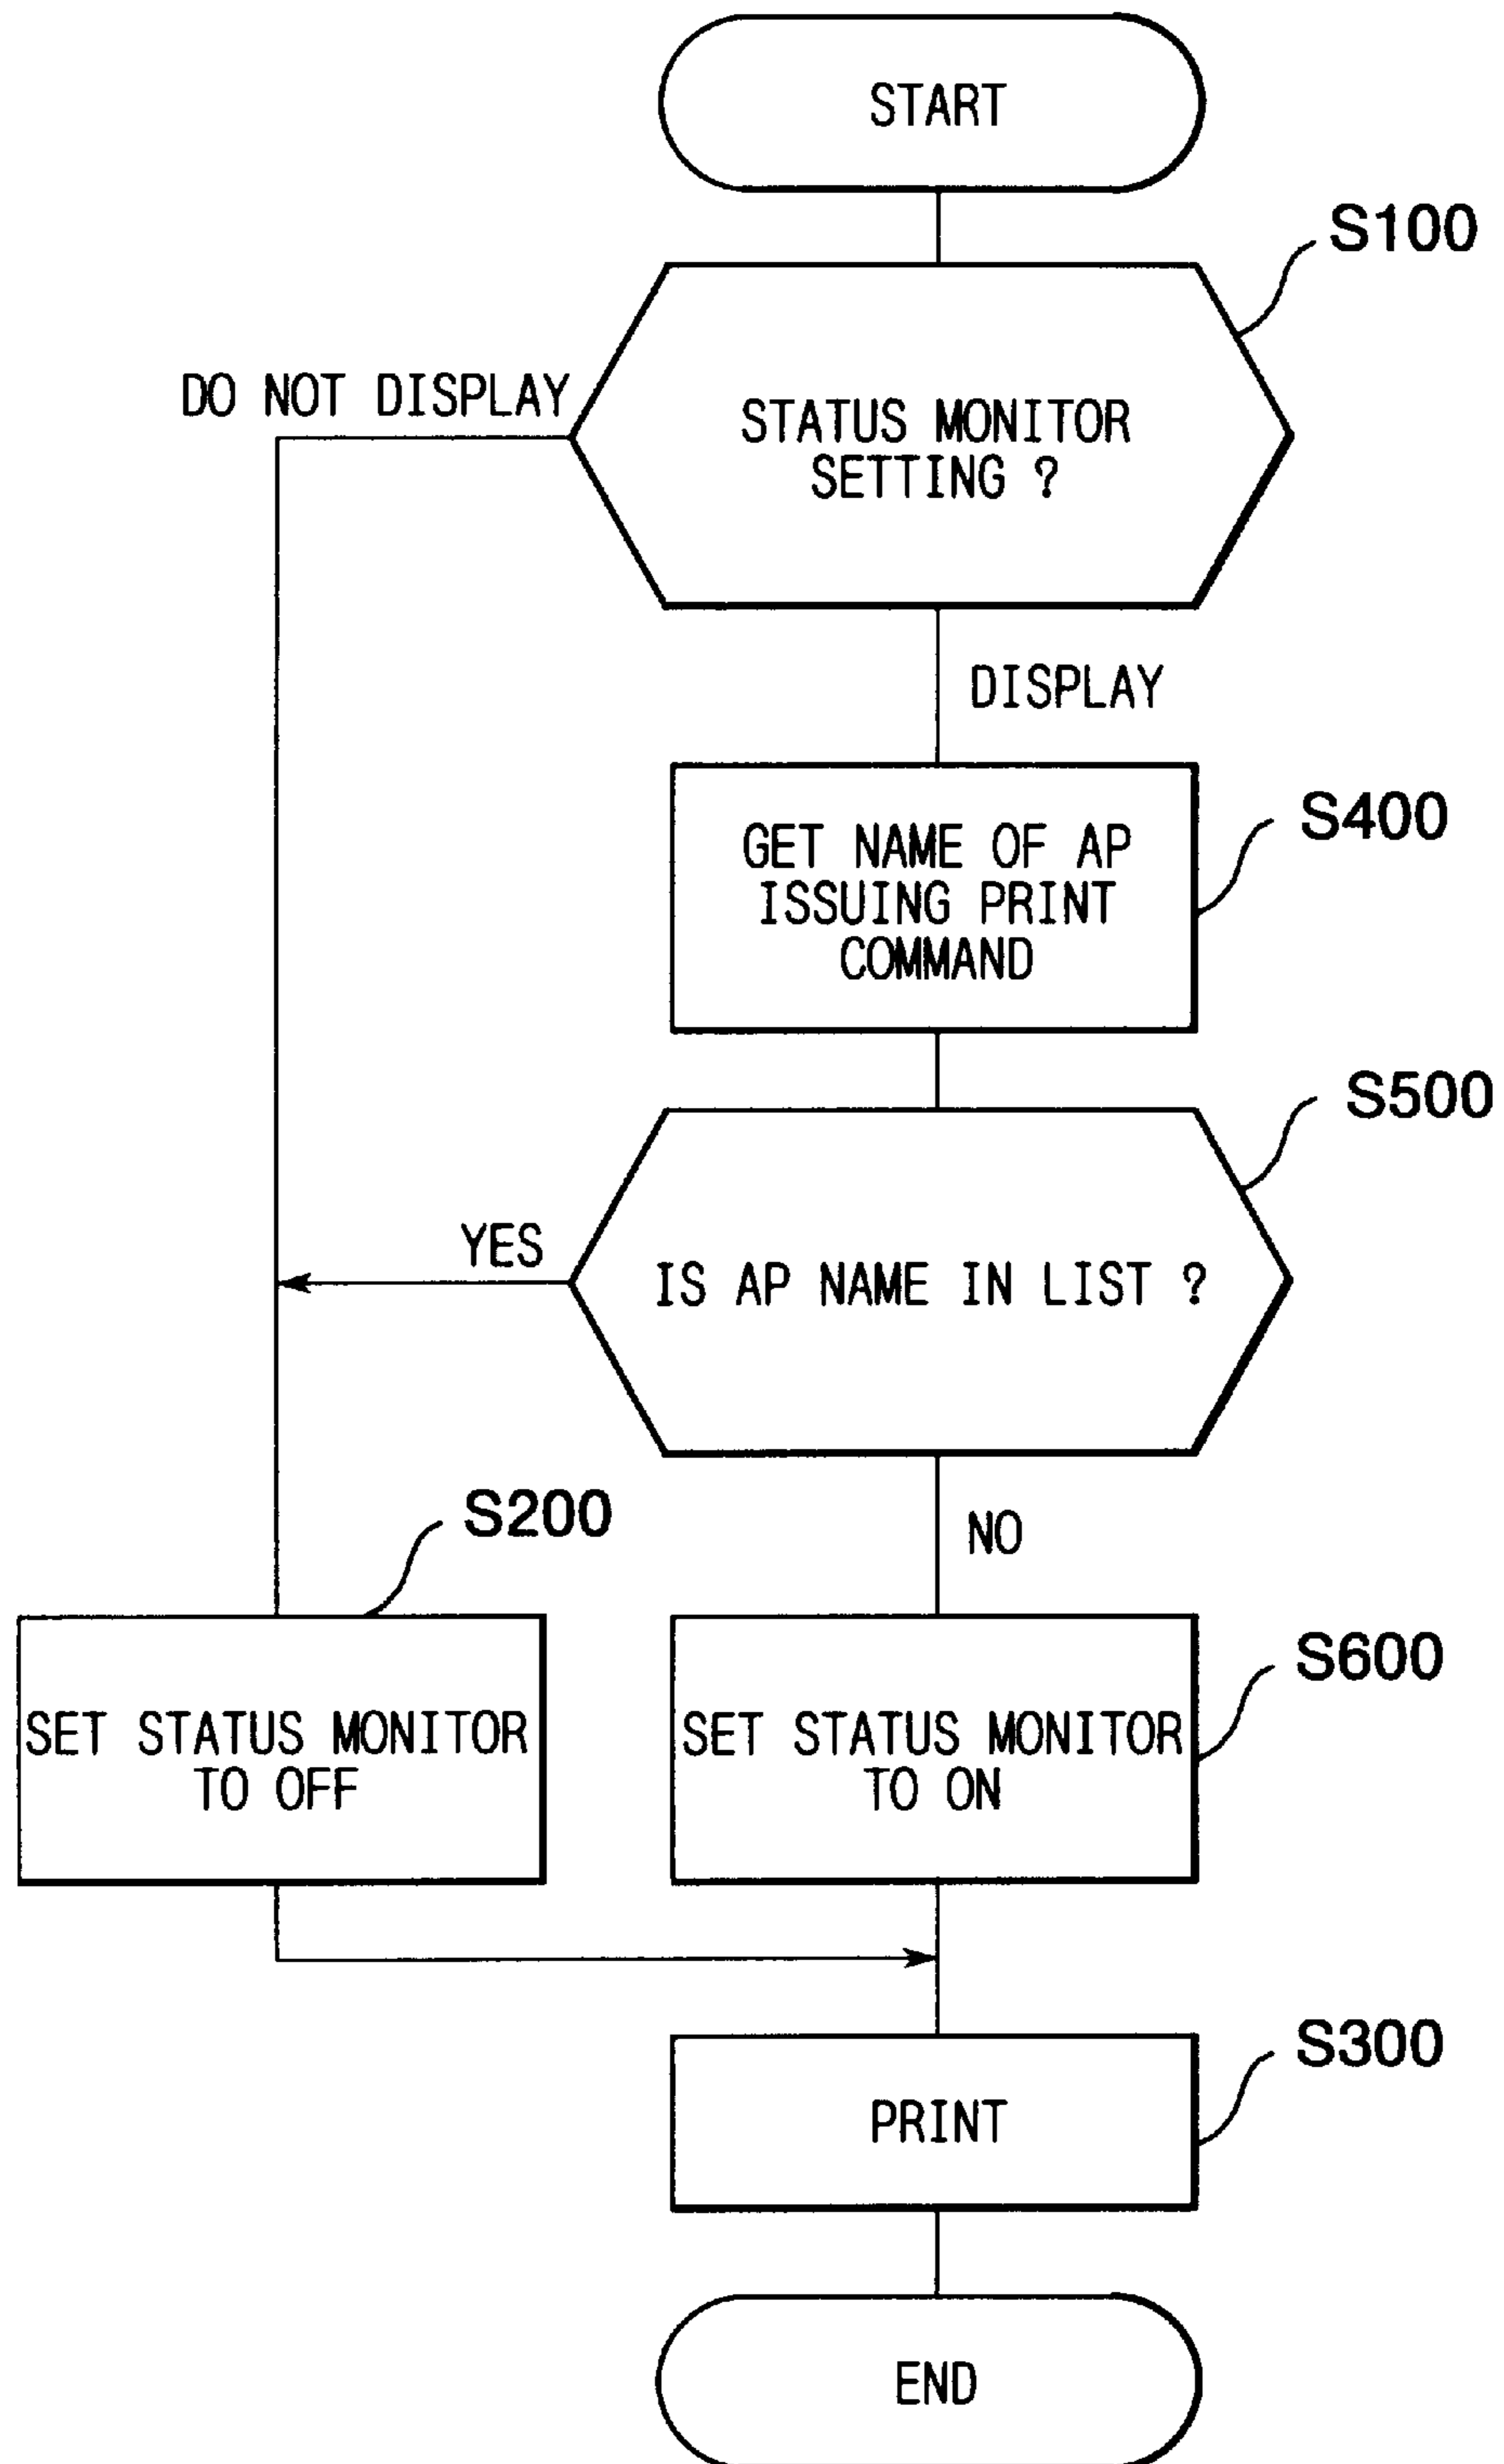 START
S100
DO NOT DISPLAY
STATUS MONITOR
SETTING ?
DISPLAY
S400
GET NAME OF AP
ISSUING PRINT
COMMAND
S500
YES
IS AP NAME IN LIST ?
S200
NO
S600
SET STATUS MONITOR
TO OFF
SET STATUS MONITOR
TO ON
S300
PRINT
END